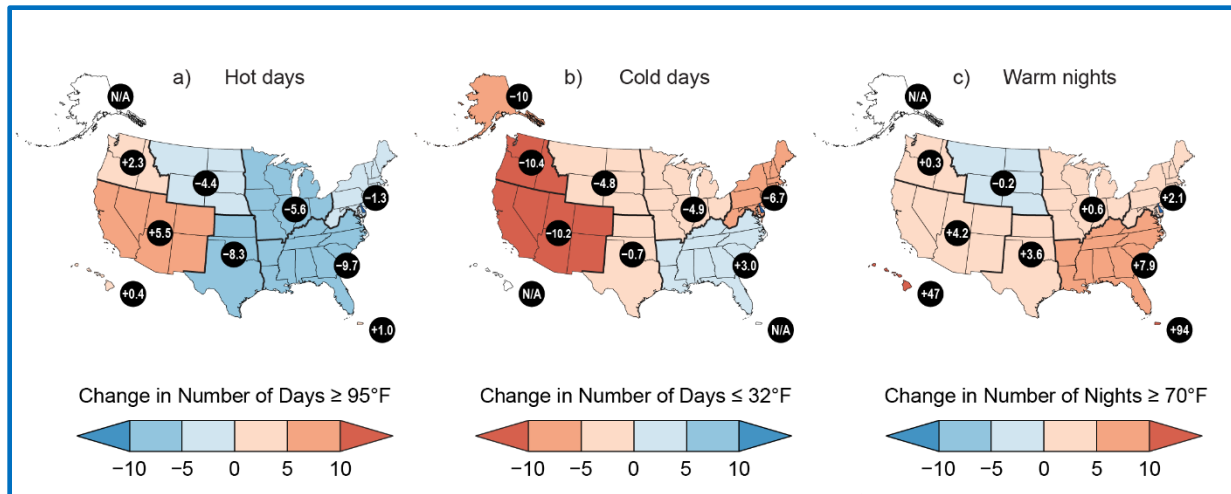 a) Hot days
N/A
+2.3
−4.4
−5.6
−1.3
+5.5
−8.3
−9.7
+0.4
+1.0
Change in Number of Days ≥ 95°F
−10 −5 0 5 10
b) Cold days
−10
−10.4
−4.8
−4.9
−6.7
−10.2
−0.7
+3.0
N/A
N/A
Change in Number of Days ≤ 32°F
−10 −5 0 5 10
c) Warm nights
N/A
+0.3
−0.2
+0.6
+2.1
+4.2
+3.6
+7.9
+47
+94
Change in Number of Nights ≥ 70°F
−10 −5 0 5 10